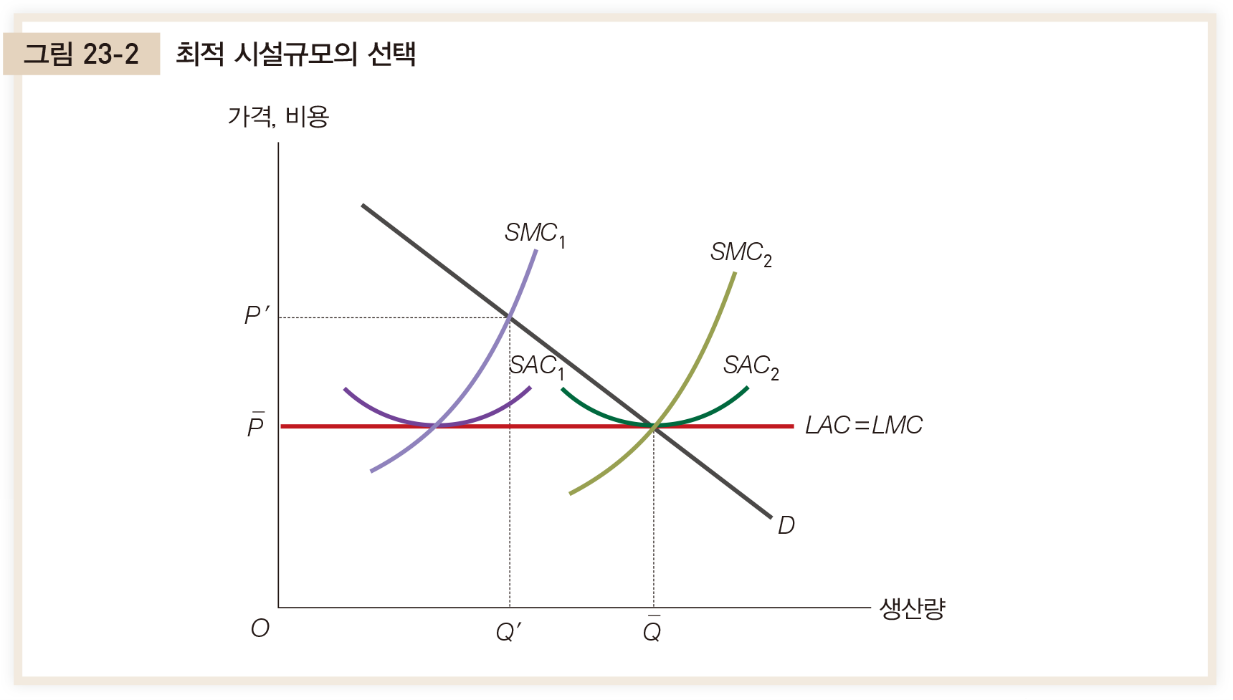 그림 23-2 최적 시설규모의 선택
가격, 비용
SMC₁
SMC₂
P′
SAC₁
SAC₂
P̅
LAC=LMC
D
생산량
O
Q′
Q̅